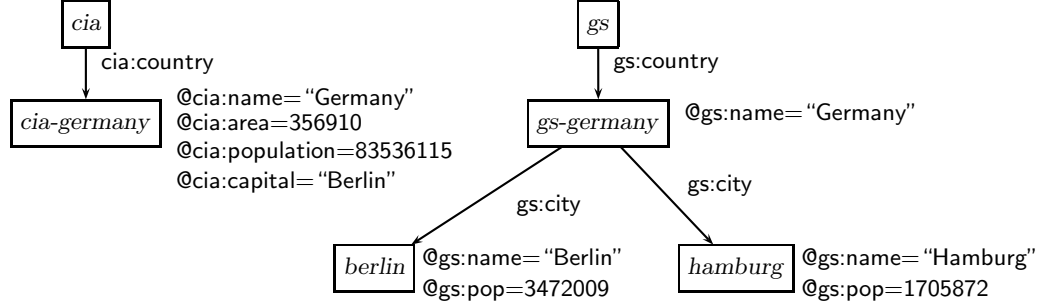 cia gs
cia:country gs:country
cia-germany @cia:name=“Germany” gs-germany @gs:name=“Germany”
@cia:area=356910
@cia:population=83536115
@cia:capital=“Berlin”
gs:city gs:city
berlin @gs:name=“Berlin” hamburg @gs:name=“Hamburg”
@gs:pop=3472009 @gs:pop=1705872